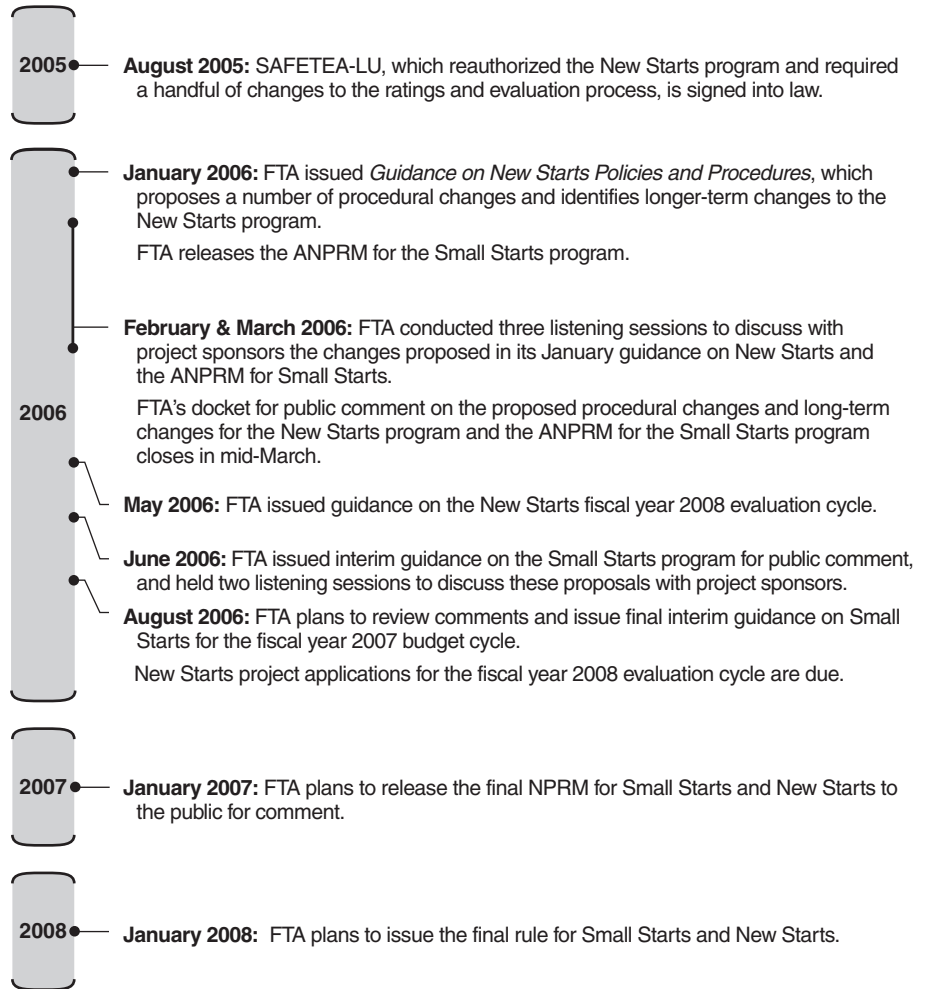 2005
August 2005: SAFETEA-LU, which reauthorized the New Starts program and required
a handful of changes to the ratings and evaluation process, is signed into law.
January 2006: FTA issued Guidance on New Starts Policies and Procedures, which
proposes a number of procedural changes and identifies longer-term changes to the
New Starts program.
FTA releases the ANPRM for the Small Starts program.
February & March 2006: FTA conducted three listening sessions to discuss with
project sponsors the changes proposed in its January guidance on New Starts and
the ANPRM for Small Starts.
2006
FTA's docket for public comment on the proposed procedural changes and long-term
changes for the New Starts program and the ANPRM for the Small Starts program
closes in mid-March.
May 2006: FTA issued guidance on the New Starts fiscal year 2008 evaluation cycle.
June 2006: FTA issued interim guidance on the Small Starts program for public comment,
and held two listening sessions to discuss these proposals with project sponsors.
August 2006: FTA plans to review comments and issue final interim guidance on Small
Starts for the fiscal year 2007 budget cycle.
New Starts project applications for the fiscal year 2008 evaluation cycle are due.
2007
January 2007: FTA plans to release the final NPRM for Small Starts and New Starts to
the public for comment.
2008
January 2008: FTA plans to issue the final rule for Small Starts and New Starts.